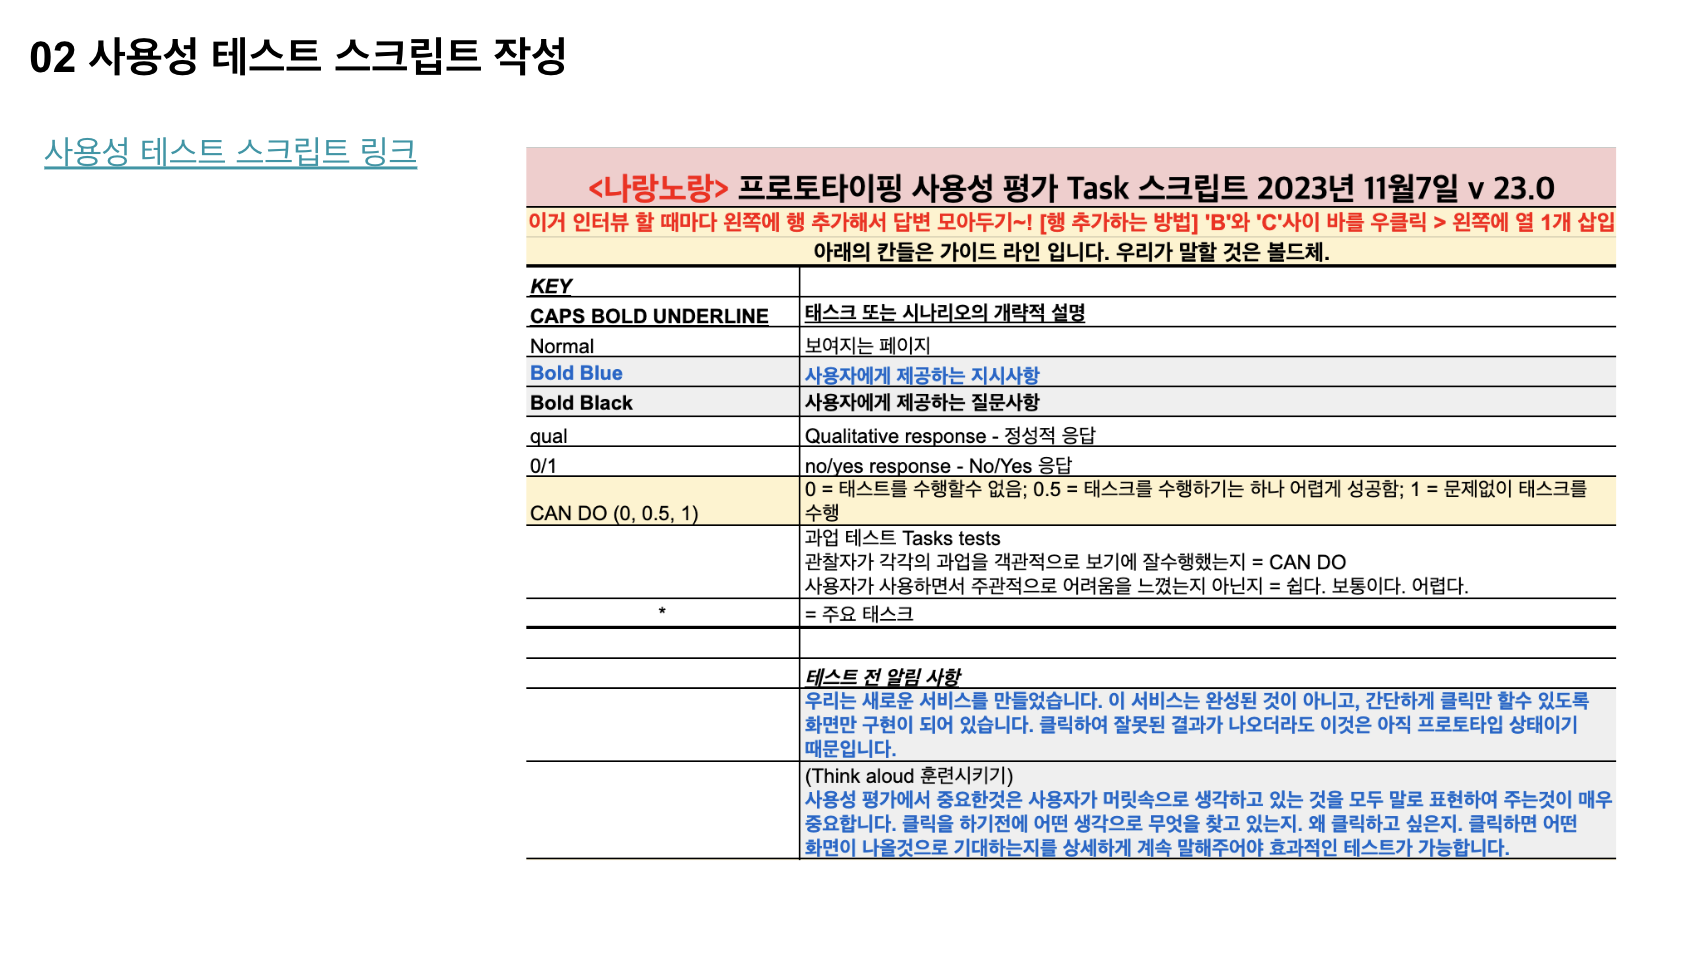 02 사용성 테스트 스크립트 작성
사용성 테스트 스크립트 링크
<나랑노랑> 프로토타이핑 사용성 평가 Task 스크립트 2023년 11월7일 v 23.0
이거 인터뷰 할 때마다 왼쪽에 행 추가해서 답변 모아두기~! [행 추가하는 방법] 'B'와 'C'사이 바를 우클릭 > 왼쪽에 열 1개 삽입
아래의 칸들은 가이드 라인 입니다. 우리가 말할 것은 볼드체.
KEY
CAPS BOLD UNDERLINE
태스크 또는 시나리오의 개략적 설명
Normal
보여지는 페이지
Bold Blue
사용자에게 제공하는 지시사항
Bold Black
사용자에게 제공하는 질문사항
qual
Qualitative response - 정성적 응답
0/1
no/yes response - No/Yes 응답
CAN DO (0, 0.5, 1)
0 = 태스트를 수행할수 없음; 0.5 = 태스크를 수행하기는 하나 어렵게 성공함; 1 = 문제없이 태스크를
수행
과업 테스트 Tasks tests
관찰자가 각각의 과업을 객관적으로 보기에 잘수행했는지 = CAN DO
사용자가 사용하면서 주관적으로 어려움을 느꼈는지 아닌지 = 쉽다. 보통이다. 어렵다.
*
= 주요 태스크
테스트 전 알림 사항
우리는 새로운 서비스를 만들었습니다. 이 서비스는 완성된 것이 아니고, 간단하게 클릭만 할수 있도록
화면만 구현이 되어 있습니다. 클릭하여 잘못된 결과가 나오더라도 이것은 아직 프로토타입 상태이기
때문입니다.
(Think aloud 훈련시키기)
사용성 평가에서 중요한것은 사용자가 머릿속으로 생각하고 있는 것을 모두 말로 표현하여 주는것이 매우
중요합니다. 클릭을 하기전에 어떤 생각으로 무엇을 찾고 있는지. 왜 클릭하고 싶은지. 클릭하면 어떤
화면이 나올것으로 기대하는지를 상세하게 계속 말해주어야 효과적인 테스트가 가능합니다.